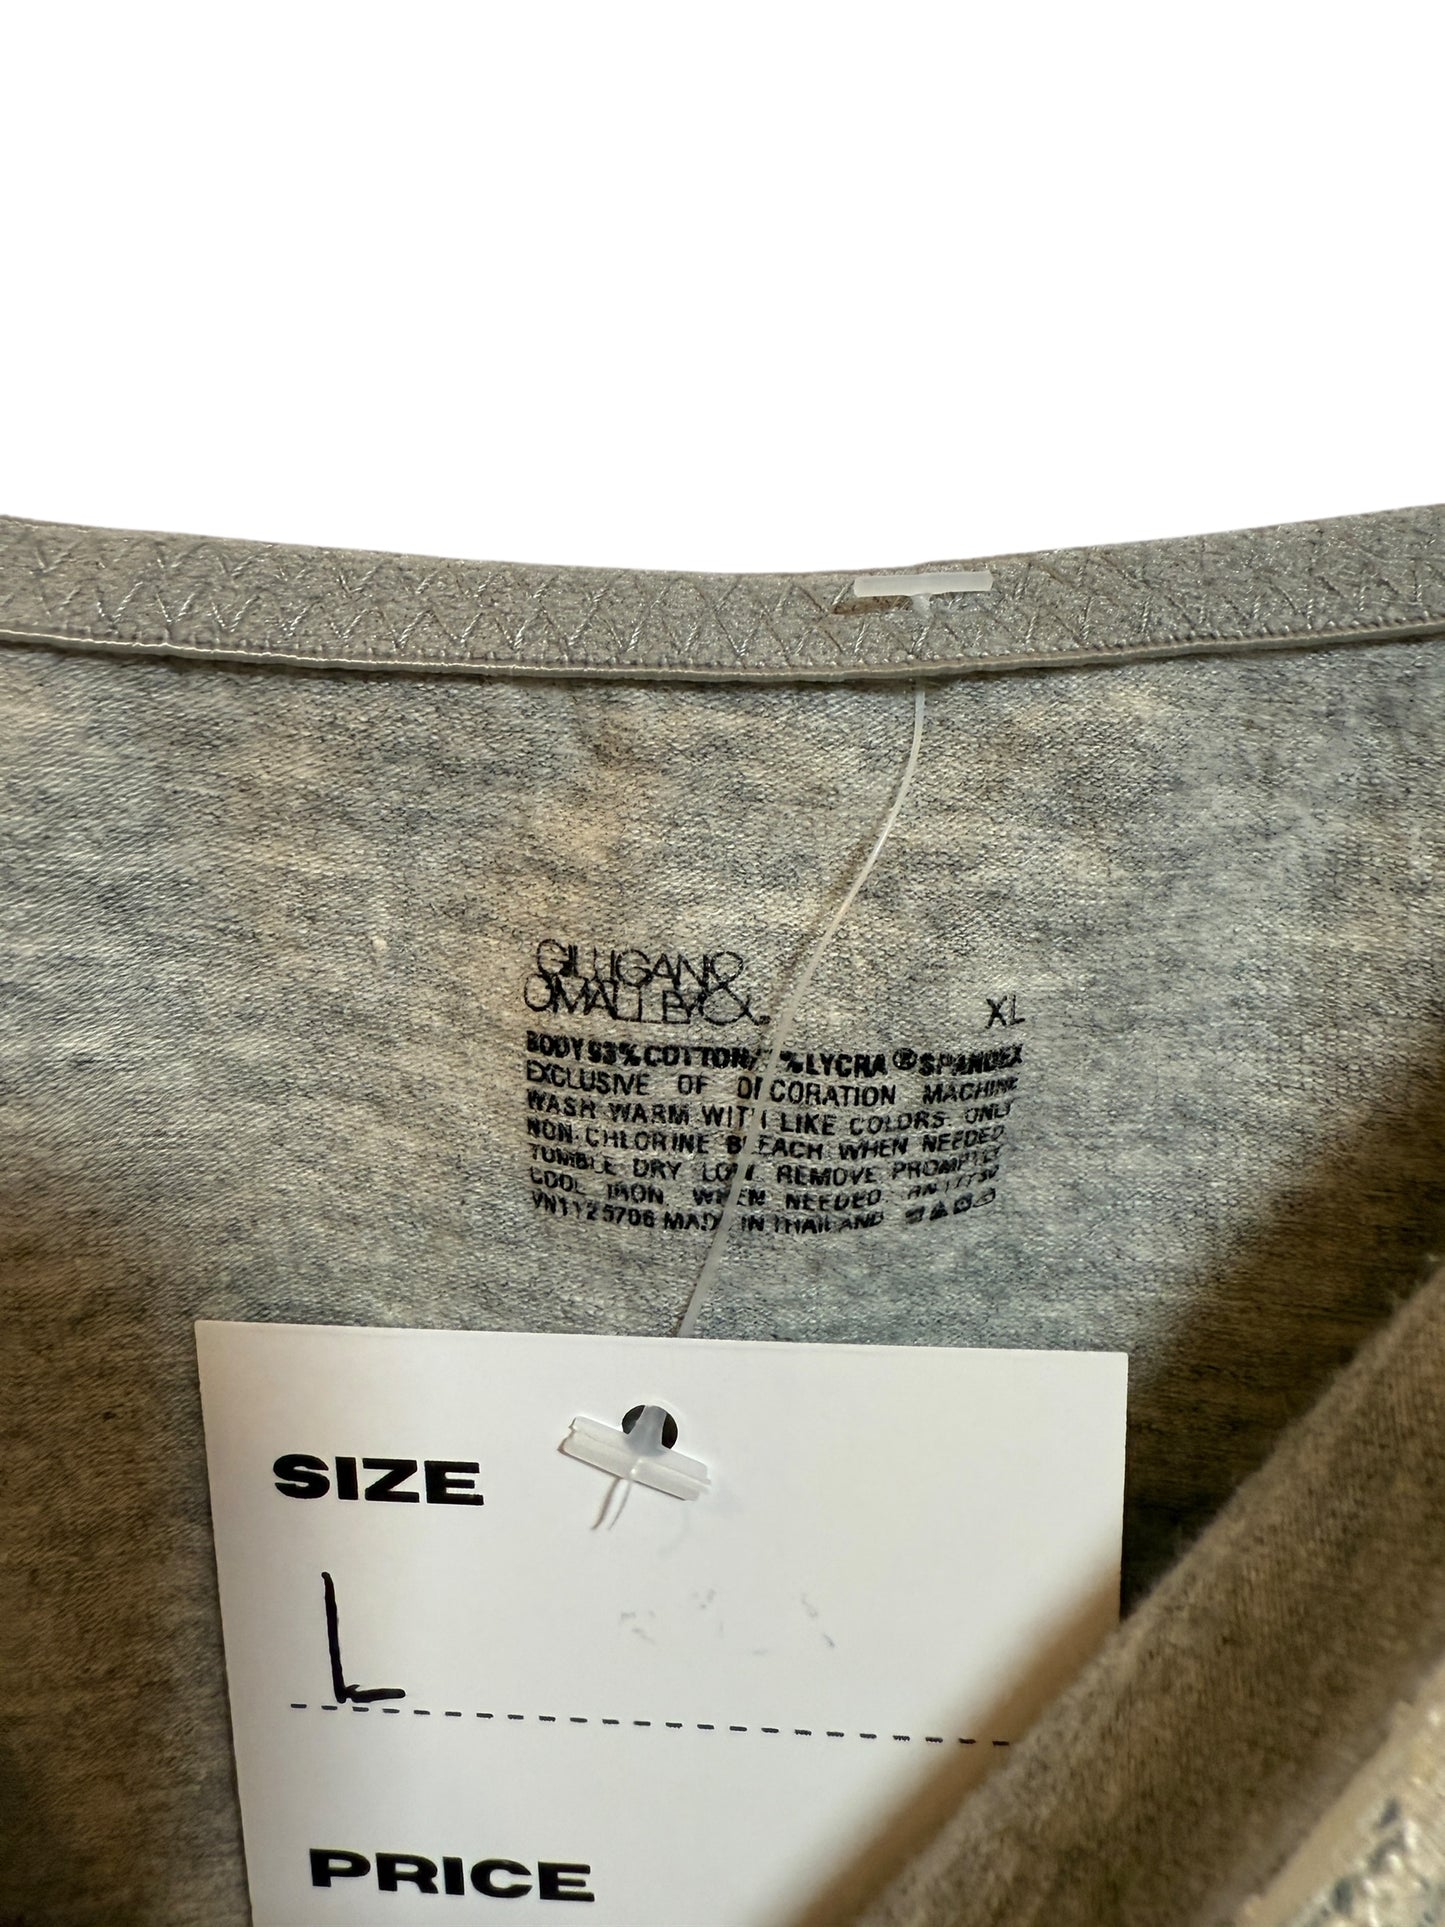 GILLIGAN &
O'MALLEY
XL
BODY 93% COTTON/7% LYCRA® SPANDEX
EXCLUSIVE OF DECORATION MACHINE
WASH WARM WITH LIKE COLORS. ONLY
NON-CHLORINE BLEACH WHEN NEEDED
TUMBLE DRY LOW. REMOVE PROMPTLY
COOL IRON WHEN NEEDED. RN 17730
VN1125706 MADE IN THAILAND
SIZE
L
PRICE